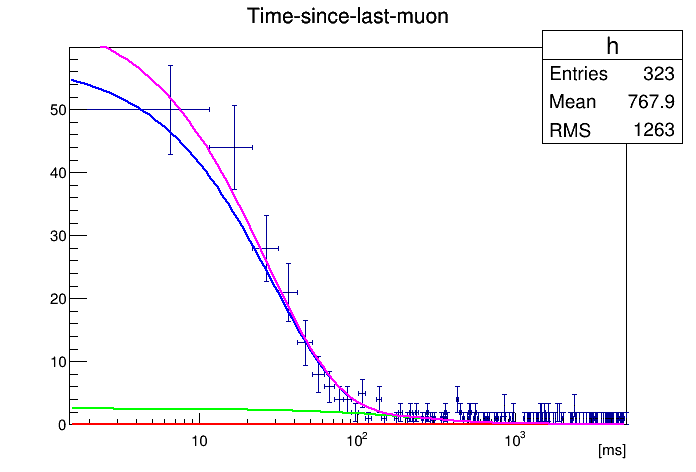 Time-since-last-muon
h
Entries 323
Mean 767.9
RMS 1263
50
40
30
20
10
0
10 10² 10³
[ms]